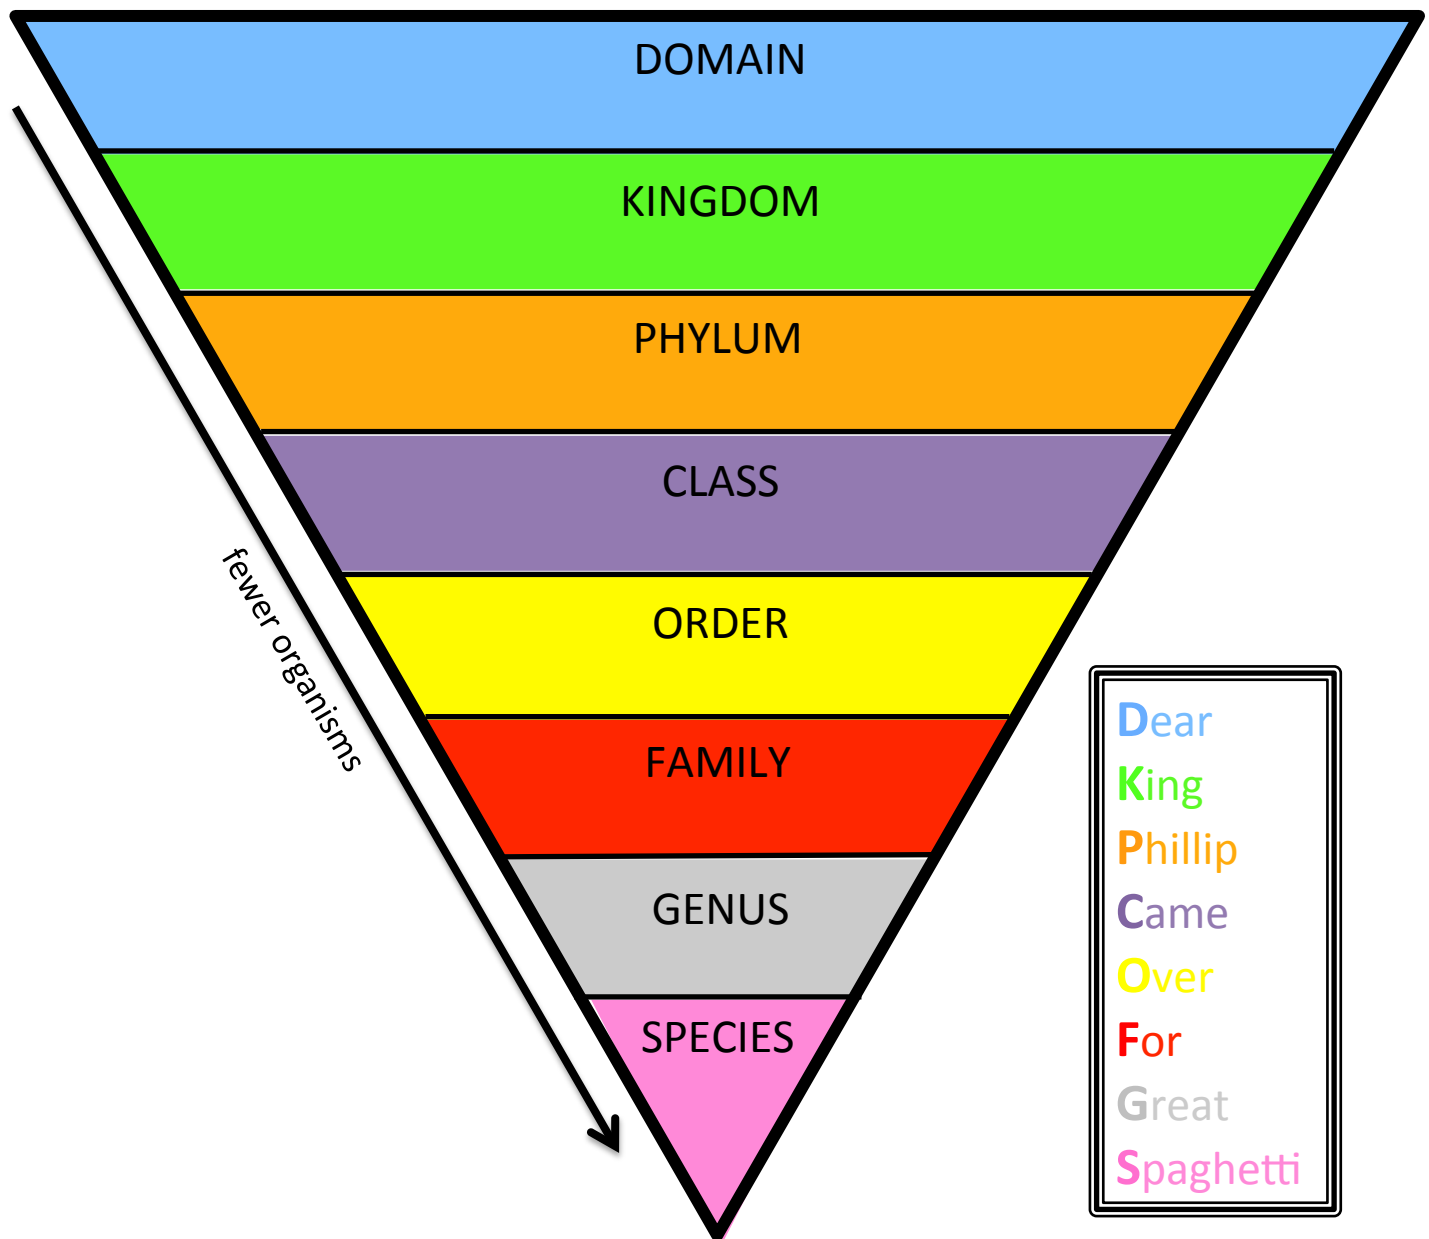 DOMAIN
KINGDOM
PHYLUM
CLASS
ORDER
FAMILY
GENUS
SPECIES
fewer organisms
Dear
King
Phillip
Came
Over
For
Great
Spaghetti